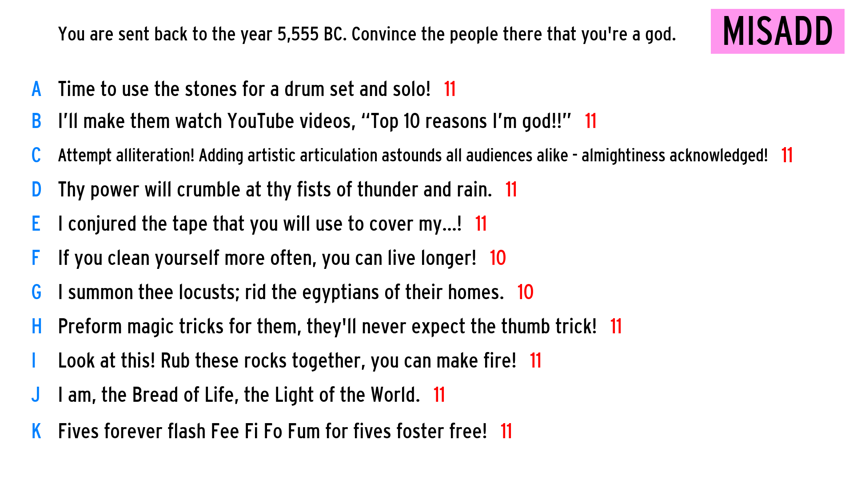 You are sent back to the year 5,555 BC. Convince the people there that you're a god.
MISADD
A Time to use the stones for a drum set and solo! 11
B I'll make them watch YouTube videos, “Top 10 reasons I'm god!!” 11
C Attempt alliteration! Adding artistic articulation astounds all audiences alike - almightiness acknowledged! 11
D Thy power will crumble at thy fists of thunder and rain. 11
E I conjured the tape that you will use to cover my...! 11
F If you clean yourself more often, you can live longer! 10
G I summon thee locusts; rid the egyptians of their homes. 10
H Preform magic tricks for them, they'll never expect the thumb trick! 11
I Look at this! Rub these rocks together, you can make fire! 11
J I am, the Bread of Life, the Light of the World. 11
K Fives forever flash Fee Fi Fo Fum for fives foster free! 11